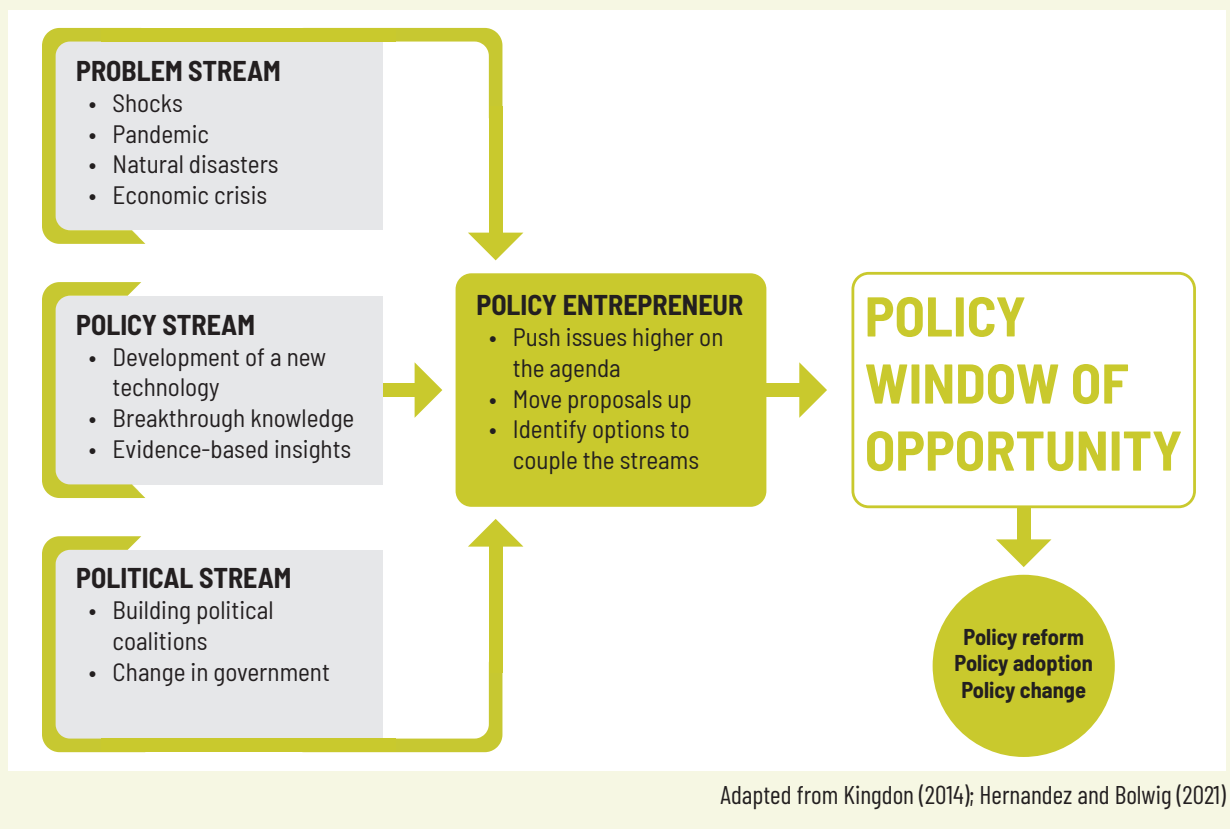 PROBLEM STREAM
• Shocks
• Pandemic
• Natural disasters
• Economic crisis
POLICY STREAM
• Development of a new
technology
• Breakthrough knowledge
• Evidence-based insights
POLITICAL STREAM
• Building political
coalitions
• Change in government
POLICY ENTREPRENEUR
• Push issues higher on
the agenda
• Move proposals up
• Identify options to
couple the streams
POLICY
WINDOW OF
OPPORTUNITY
Policy reform
Policy adoption
Policy change
Adapted from Kingdon (2014); Hernandez and Bolwig (2021)